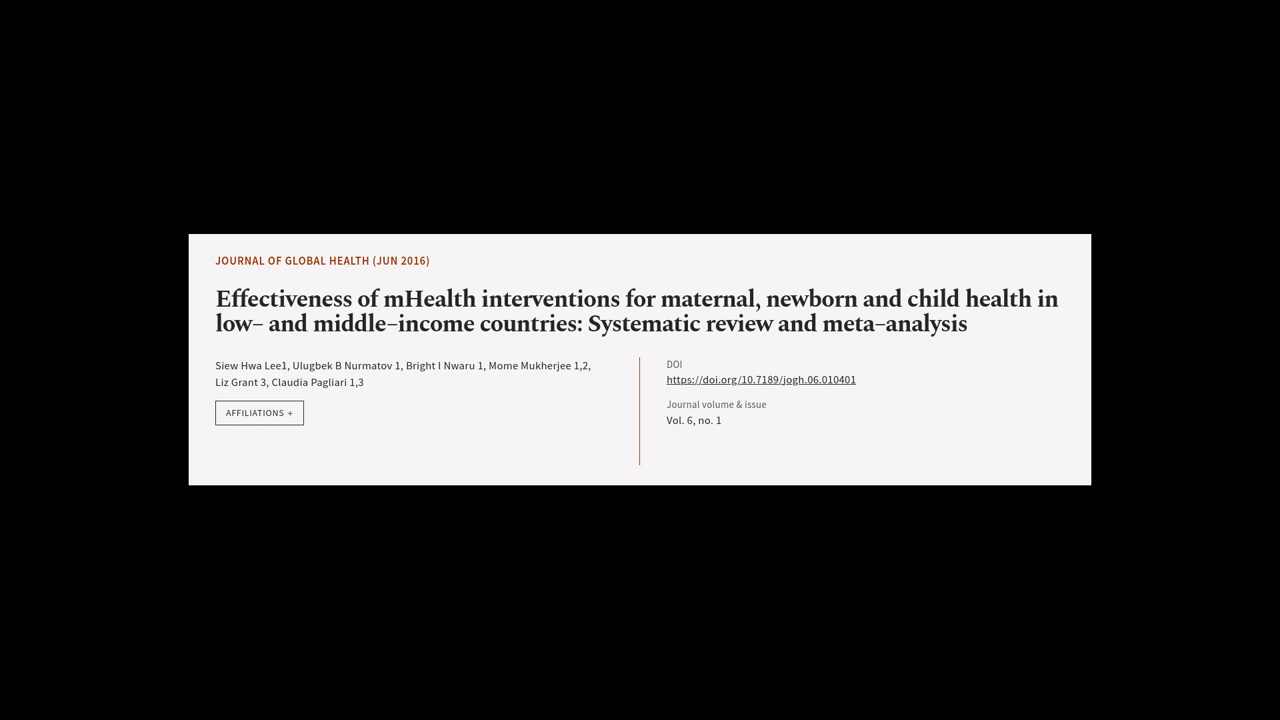 JOURNAL OF GLOBAL HEALTH (JUN 2016)
Effectiveness of mHealth interventions for maternal, newborn and child health in
low– and middle–income countries: Systematic review and meta–analysis
Siew Hwa Lee1, Ulugbek B Nurmatov 1, Bright I Nwaru 1, Mome Mukherjee 1,2,
Liz Grant 3, Claudia Pagliari 1,3
AFFILIATIONS +
DOI
https://doi.org/10.7189/jogh.06.010401
Journal volume & issue
Vol. 6, no. 1